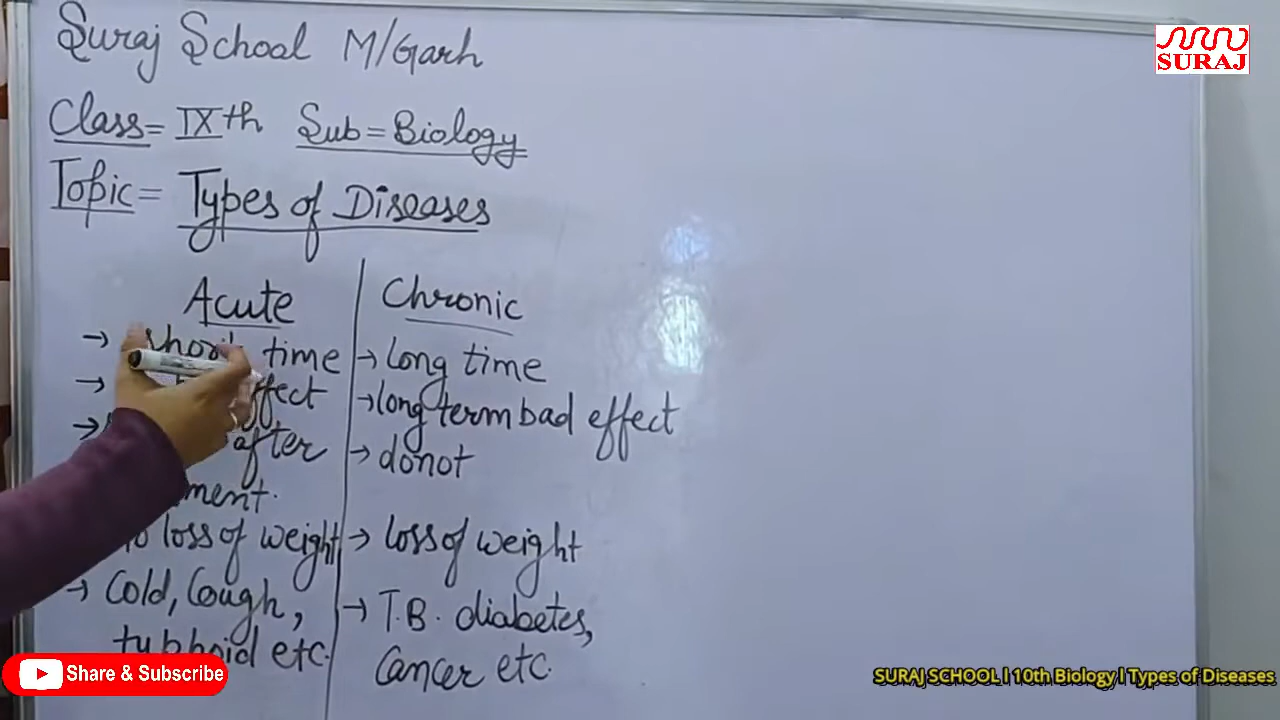 Suraj School M/Garh
SURAJ
Class = IXth Sub = Biology
Topic = Types of Diseases
Acute
→ short time
→ effect
→ after
ment.
no loss of weight
→ Cold, Cough,
typhoid etc.
Chronic
→ long time
→ long term bad effect
→ donot
→ loss of weight
→ T.B. diabetes,
Cancer etc.
Share & Subscribe
SURAJ SCHOOL l 10th Biology l Types of Diseases